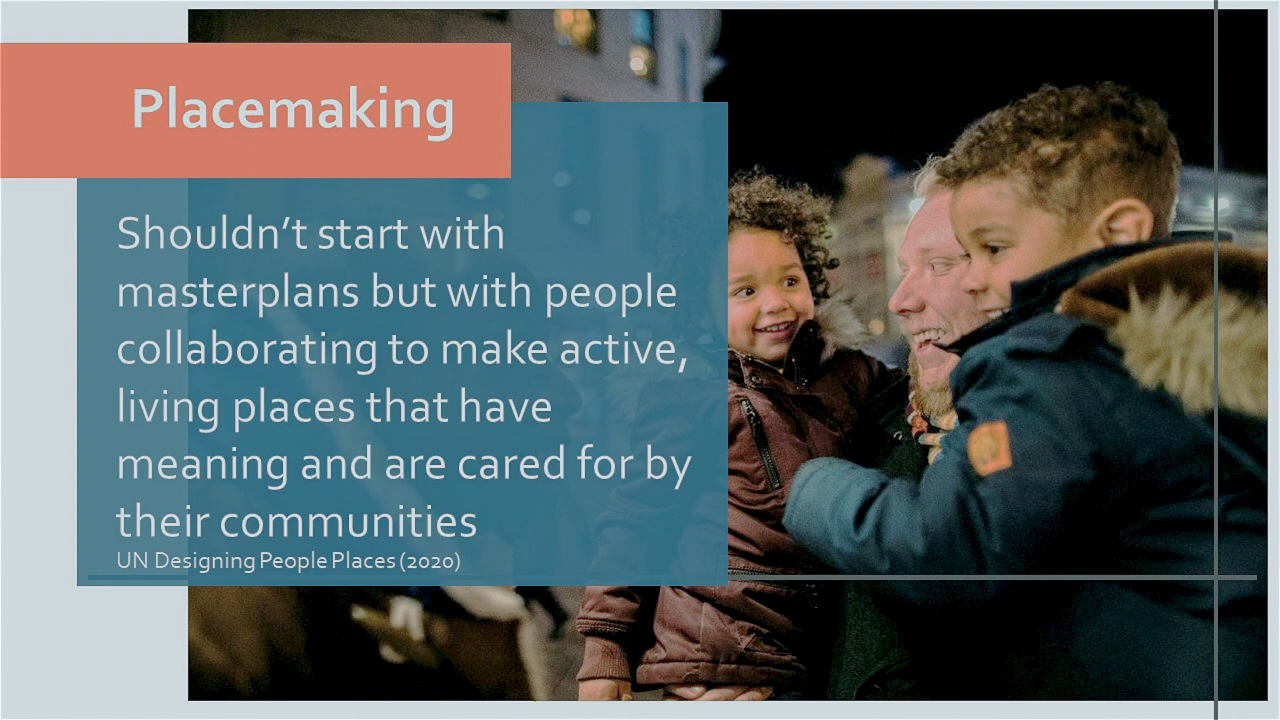 Placemaking
Shouldn’t start with
masterplans but with people
collaborating to make active,
living places that have
meaning and are cared for by
their communities
UN Designing People Places (2020)